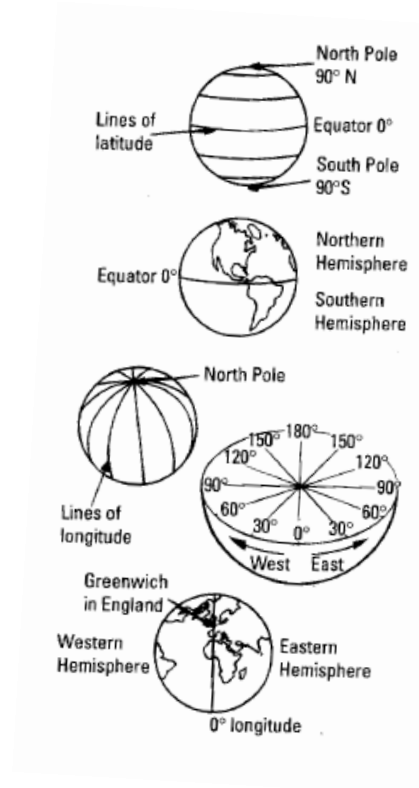 North Pole
90° N
Lines of
latitude
Equator 0°
South Pole
90°S
Northern
Hemisphere
Equator 0°
Southern
Hemisphere
North Pole
Lines of
longitude
180°
150°
150°
120°
120°
90°
90°
60°
60°
30°
0°
30°
West East
Greenwich
in England
Western
Hemisphere
Eastern
Hemisphere
0° longitude